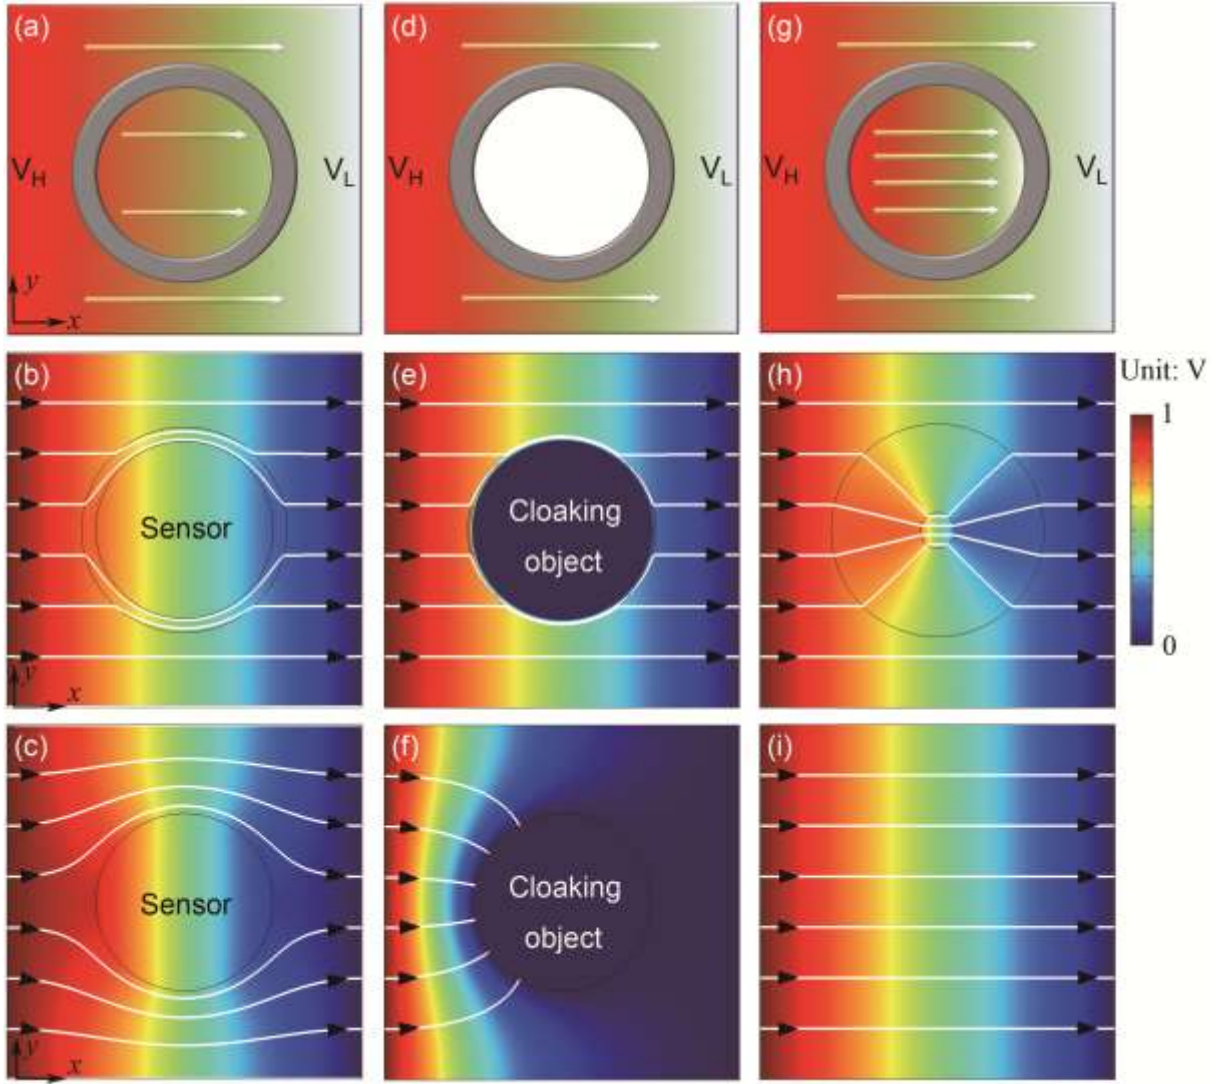 (a)
V_H
V_L
y
x
(d)
V_H
V_L
(g)
V_H
V_L
(b)
Sensor
y
x
(e)
Cloaking
object
(h)
Unit: V
1
0
(c)
Sensor
y
x
(f)
Cloaking
object
(i)